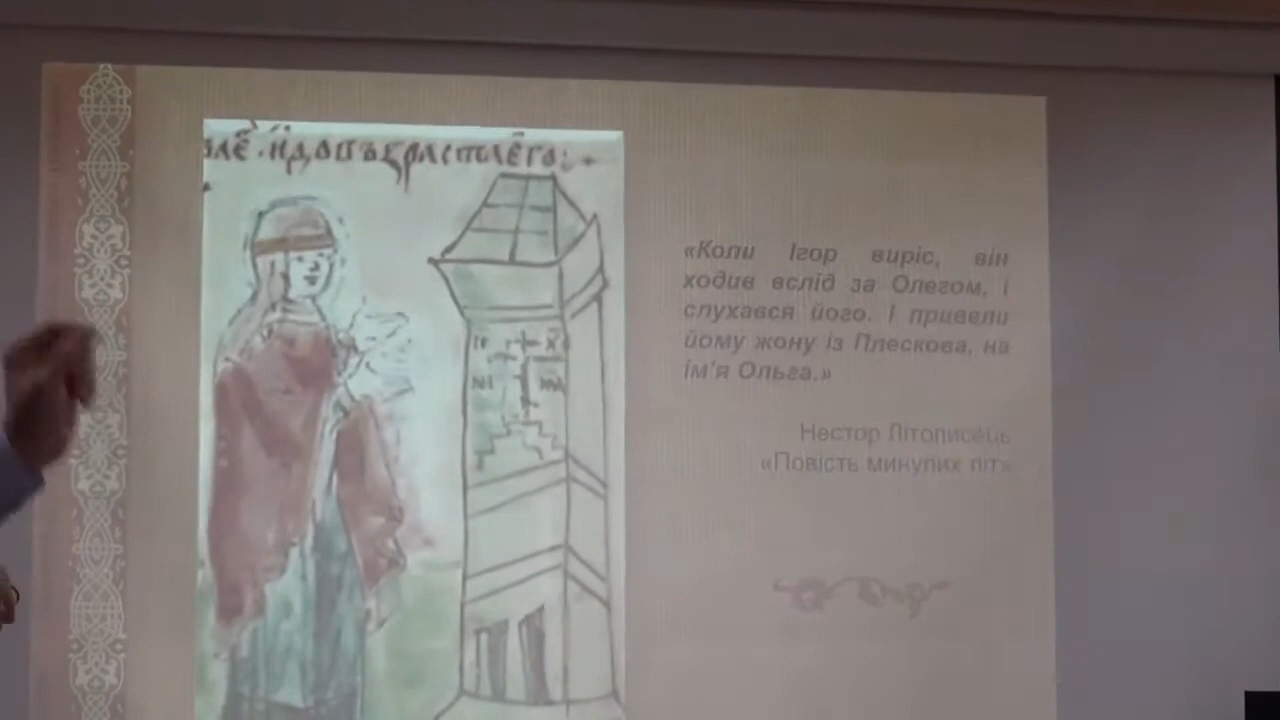 «Коли Ігор виріс, він
ходив вслід за Олегом, і
слухався його. І привели
йому жону із Плескова, на
ім'я Ольга.»
Нестор Літописець
«Повість минулих літ»